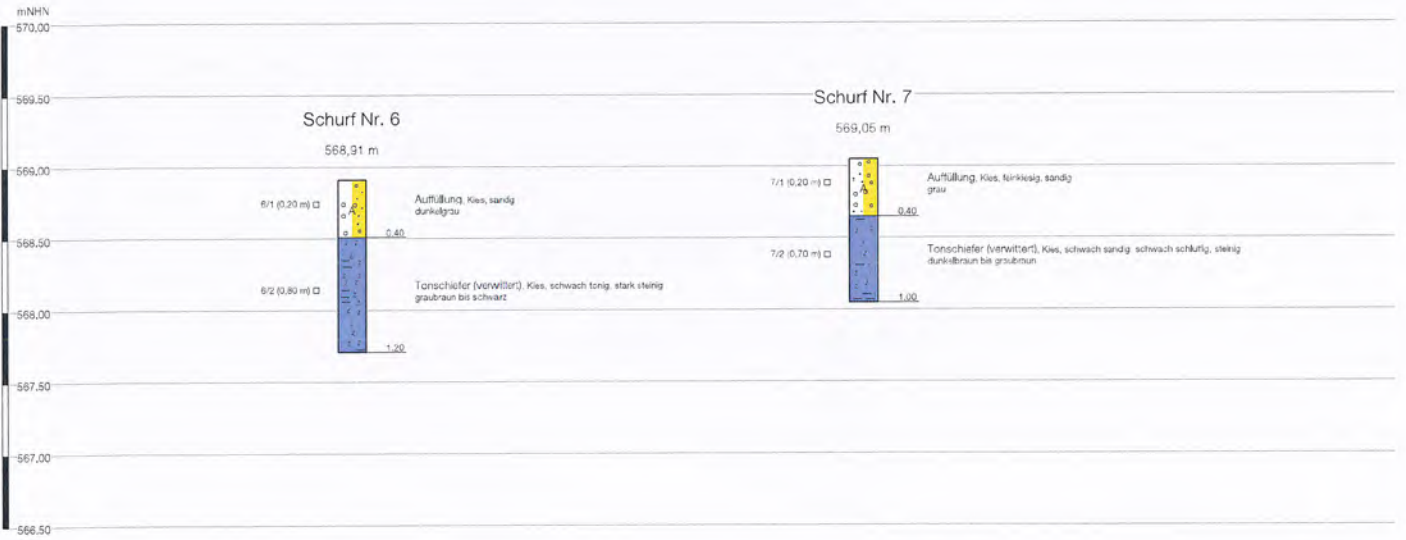 mNHN
570.00
569.50
569.00
568.50
568.00
567.50
567.00
566.50
Schurf Nr. 6
568,91 m
6/1 (0,20 m)
Auffüllung, Kies, sandig
dunkelgrau
A
0.40
6/2 (0,80 m)
Tonschiefer (verwittert), Kies, schwach tonig, stark steinig
graubraun bis schwarz
1.20
Schurf Nr. 7
569,05 m
7/1 (0,20 m)
Auffüllung, Kies, feinkiesig, sandig
grau
A
0.40
7/2 (0,70 m)
Tonschiefer (verwittert), Kies, schwach sandig, schwach schluffig, steinig
dunkelbraun bis graubraun
1.00